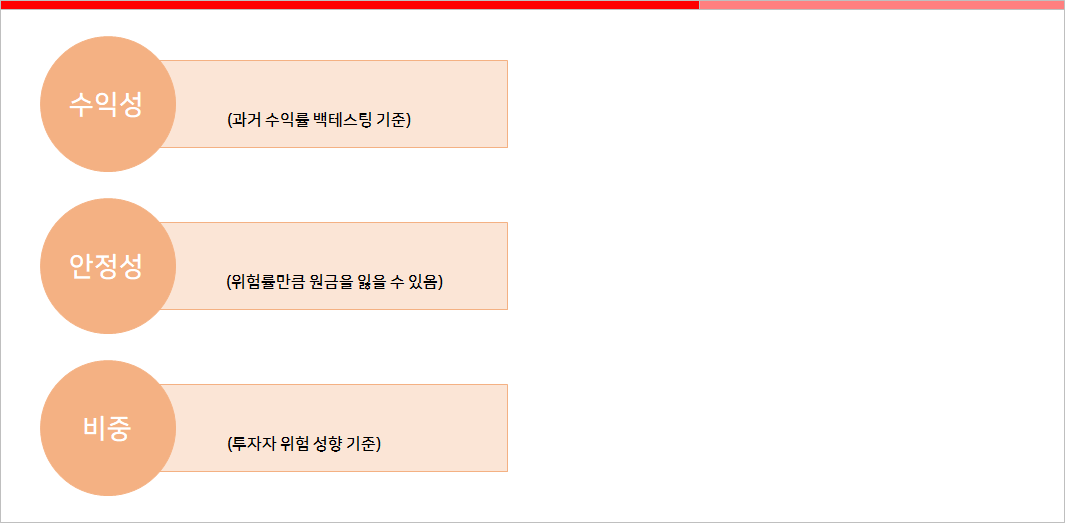 수익성
(과거 수익률 백테스팅 기준)
안정성
(위험률만큼 원금을 잃을 수 있음)
비중
(투자자 위험 성향 기준)